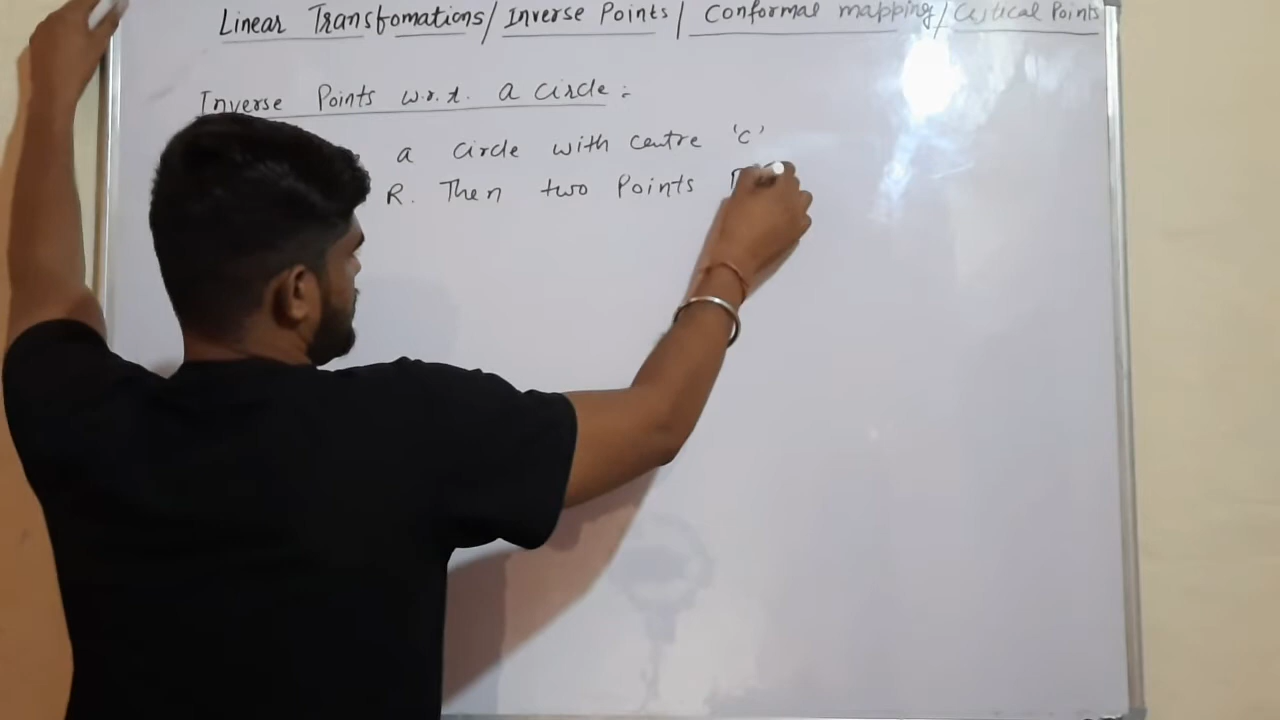 Linear Transfomations/ Inverse Points / Conformal mapping/ Critical Points
Inverse Points w.r.t. a circle :
a circle with centre 'c'
R. Then two Points